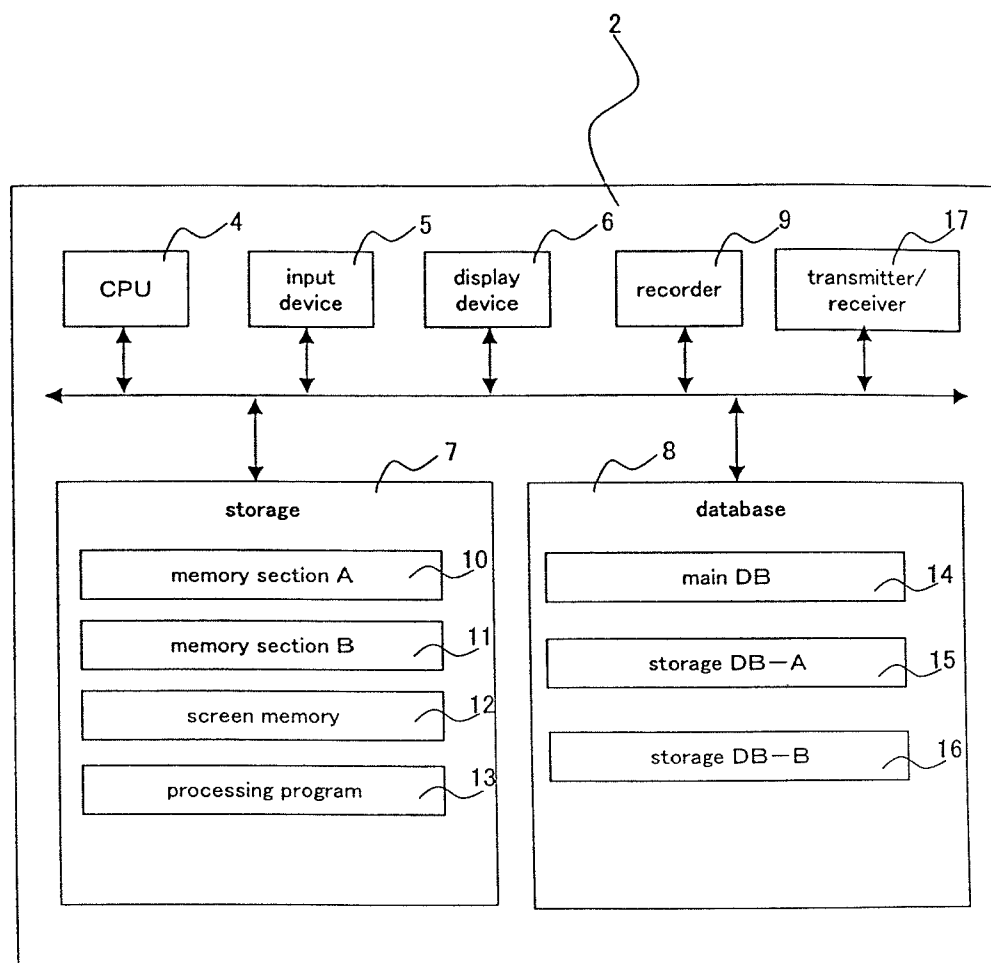 2
4
5
6
9
17
CPU
input
device
display
device
recorder
transmitter/
receiver
7
storage
memory section A
10
memory section B
11
screen memory
12
processing program
13
8
database
main DB
14
storage DB－A
15
storage DB－B
16